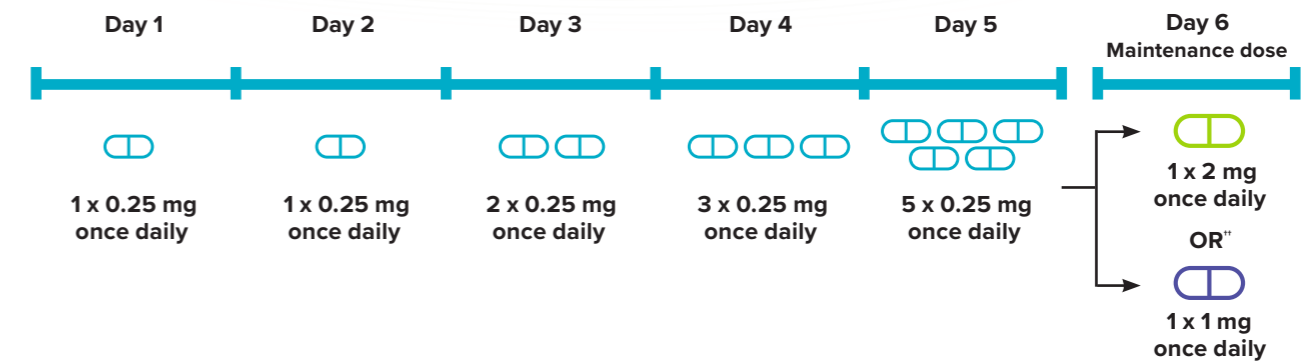 Day 1
Day 2
Day 3
Day 4
Day 5
Day 6
Maintenance dose
1 x 0.25 mg
once daily
1 x 0.25 mg
once daily
2 x 0.25 mg
once daily
3 x 0.25 mg
once daily
5 x 0.25 mg
once daily
1 x 2 mg
once daily
OR††
1 x 1 mg
once daily